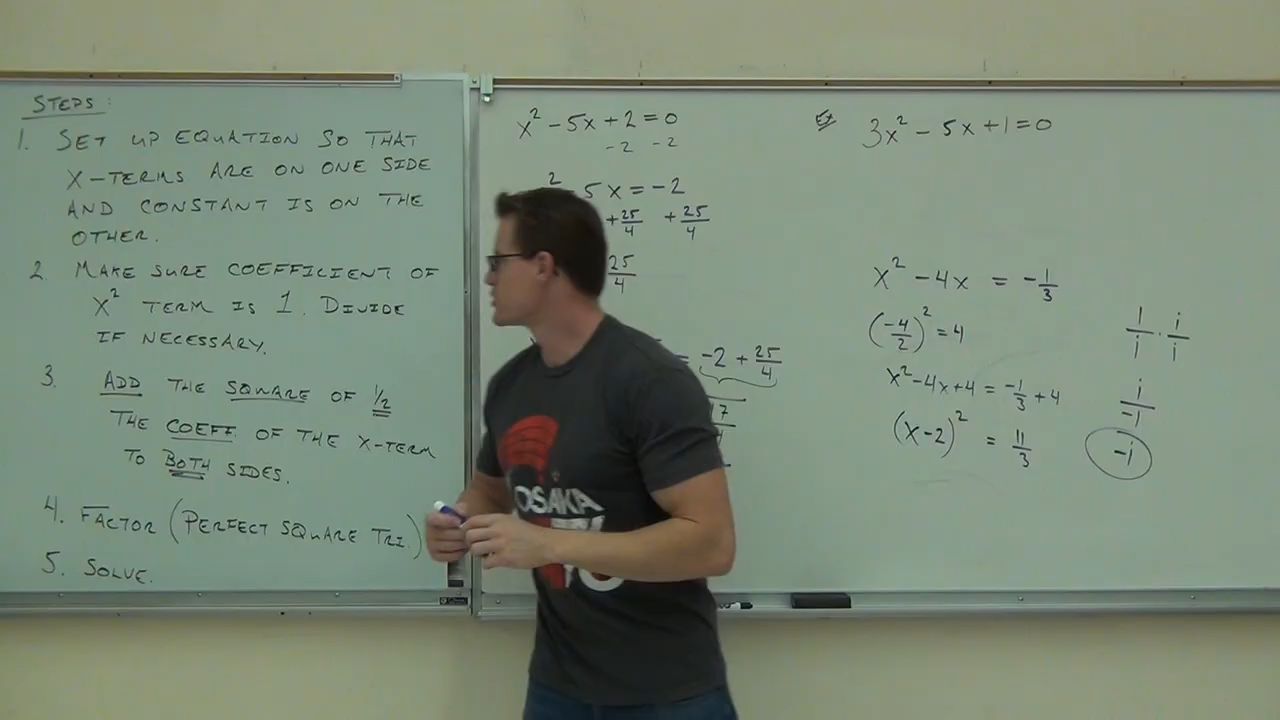 STEPS:
1. SET UP EQUATION SO THAT
X-TERMS ARE ON ONE SIDE
AND CONSTANT IS ON THE
OTHER.
2 MAKE SURE COEFFICIENT OF
X² TERM IS 1. DIVIDE
IF NECESSARY.
3. ADD THE SQUARE OF 1/2
THE COEFF. OF THE X-TERM
TO BOTH SIDES.
4. FACTOR (PERFECT SQUARE TRI.)
5. SOLVE.
x² - 5x + 2 = 0
-2 -2
² 5x = -2
+25/4 +25/4
25/4
= -2 + 25/4
OSAKA
Ex 3x² - 5x + 1 = 0
x² - 4x = -1/3
(-4/2)² = 4
x² - 4x + 4 = -1/3 + 4
(x-2)² = 11/3
1/i · i/i
i/-1
-i